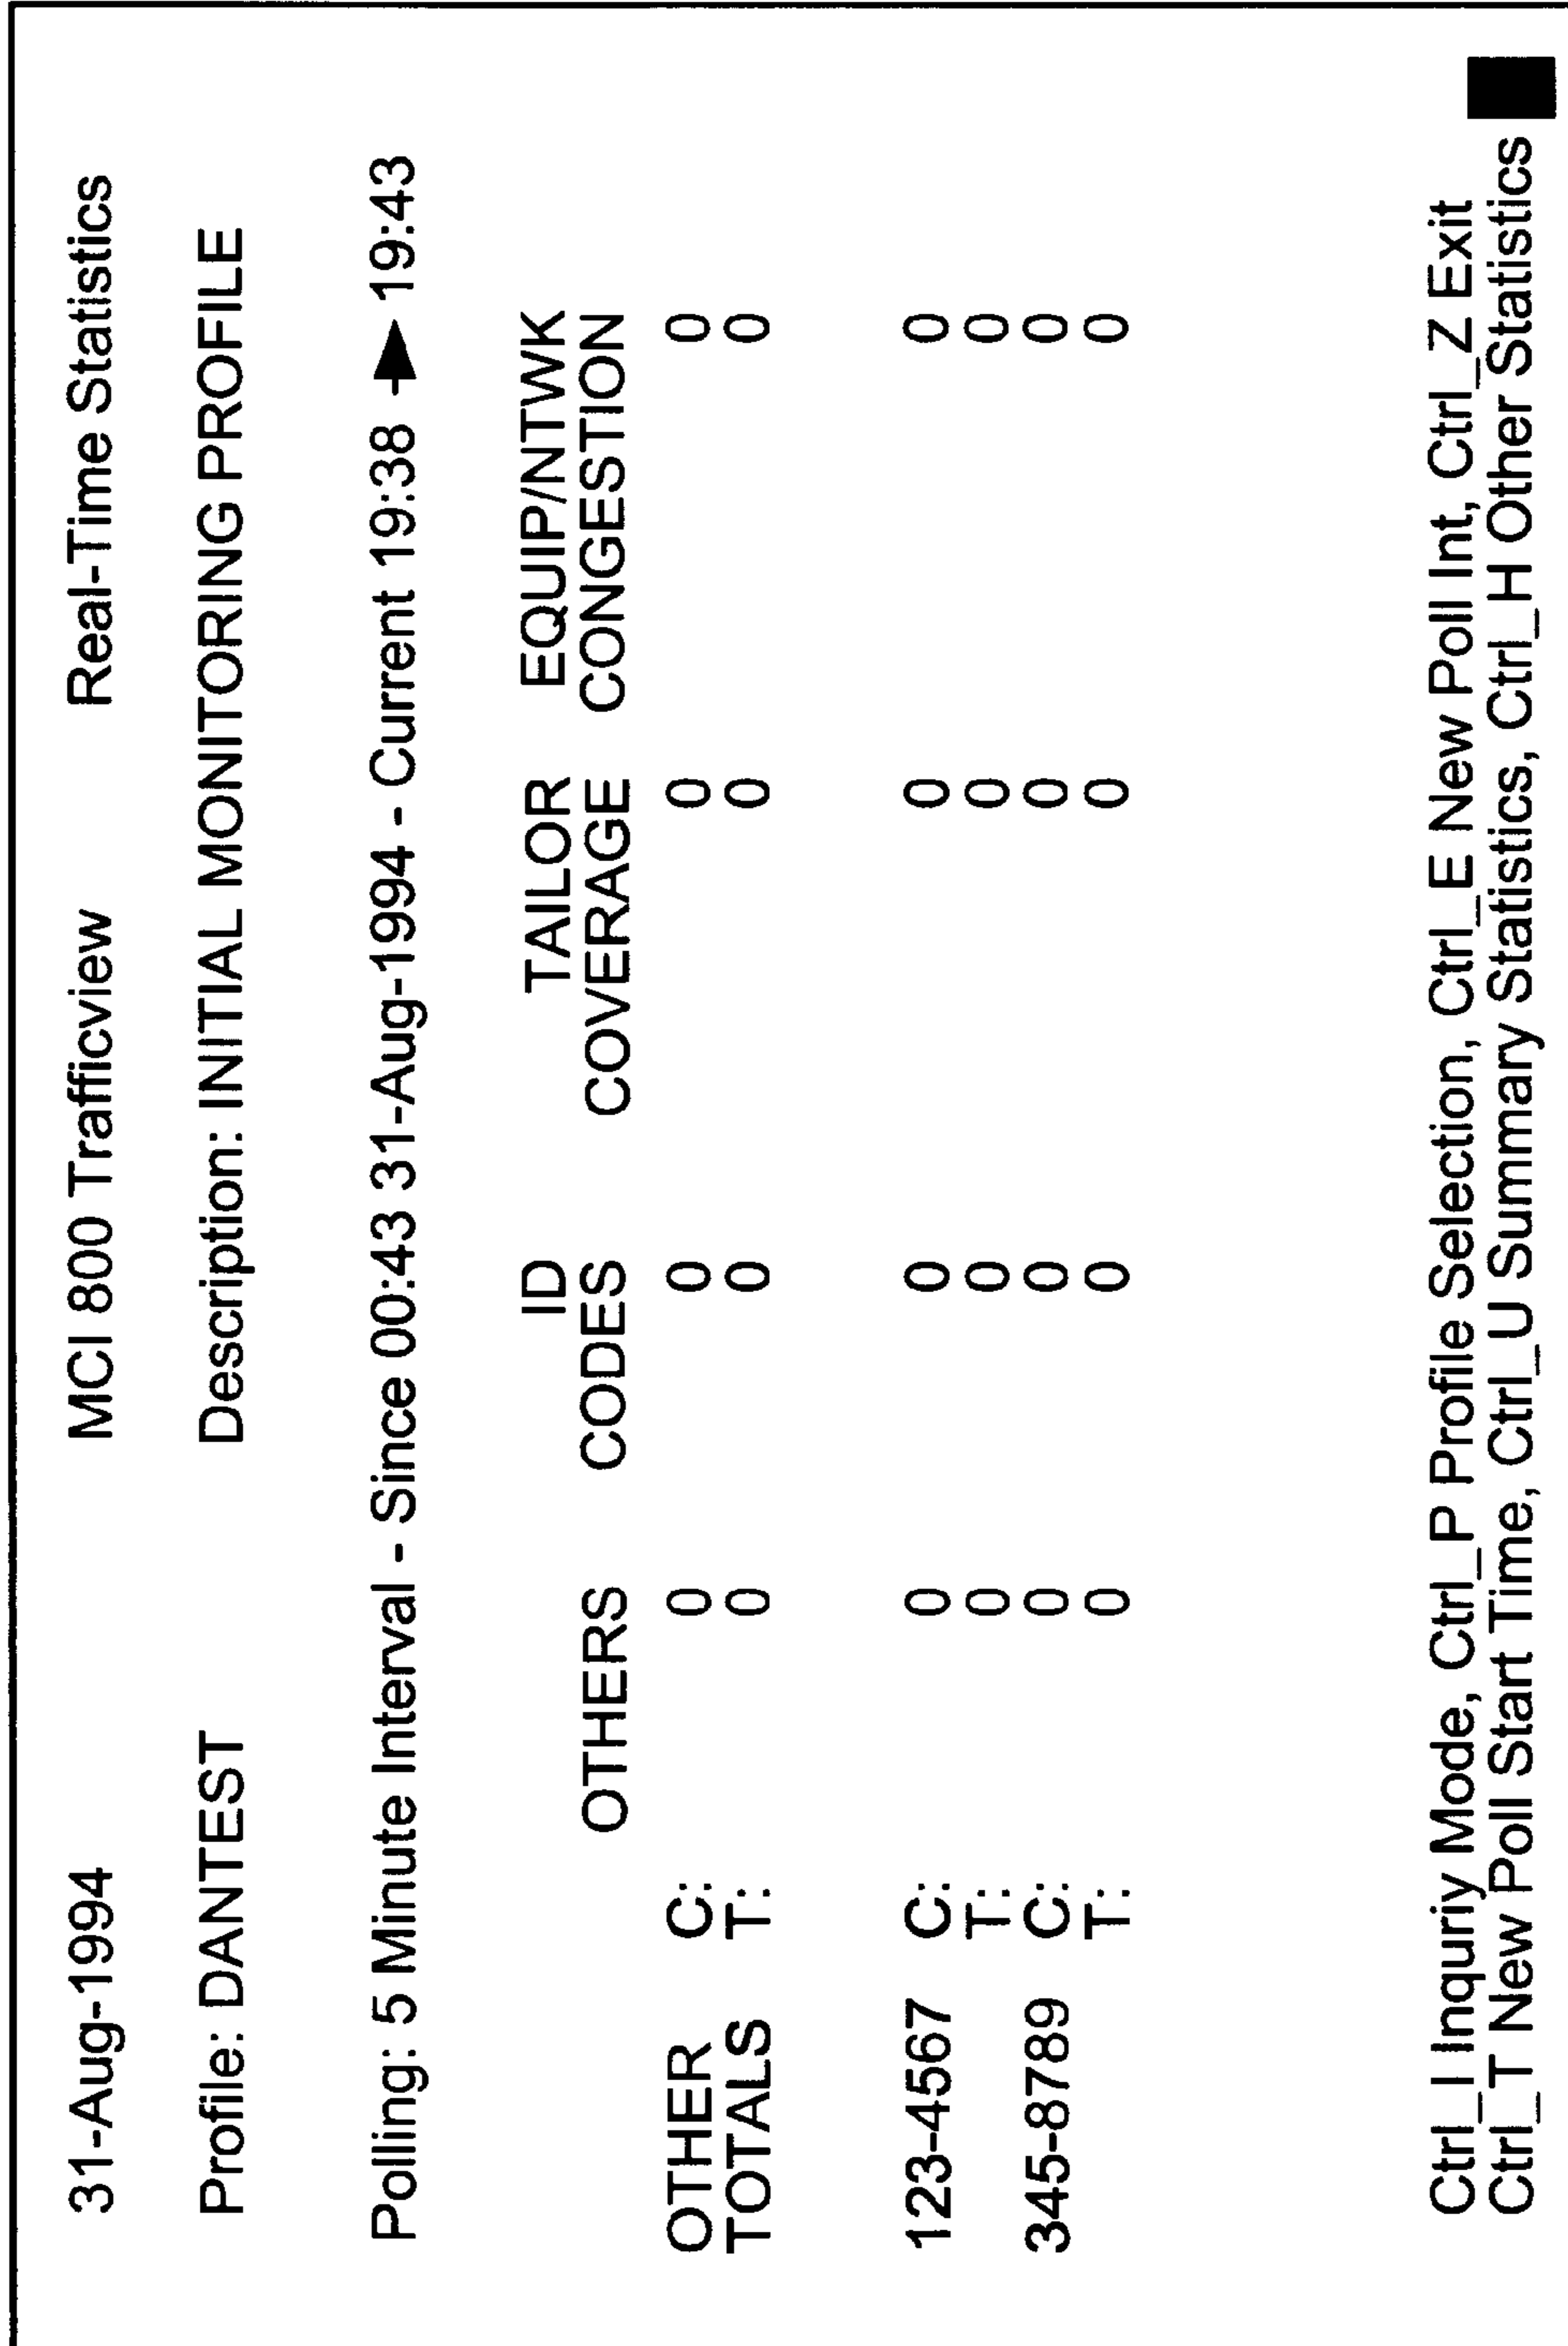 31-Aug-1994 MCI 800 Trafficview Real-Time Statistics
Profile: DANTEST Description: INITIAL MONITORING PROFILE
Polling: 5 Minute Interval - Since 00:43 31-Aug-1994 - Current 19:38 → 19:43
ID TAILOR EQUIP/NTWK
OTHERS CODES COVERAGE CONGESTION
OTHER C: 0 0 0 0
TOTALS T: 0 0 0 0
123-4567 C: 0 0 0 0
T: 0 0 0 0
345-8789 C: 0 0 0 0
T: 0 0 0 0
Ctrl_I Inquriy Mode, Ctrl_P Profile Selection, Ctrl_E New Poll Int, Ctrl_Z Exit
Ctrl_T New Poll Start Time, Ctrl_U Summary Statistics, Ctrl_H Other Statistics